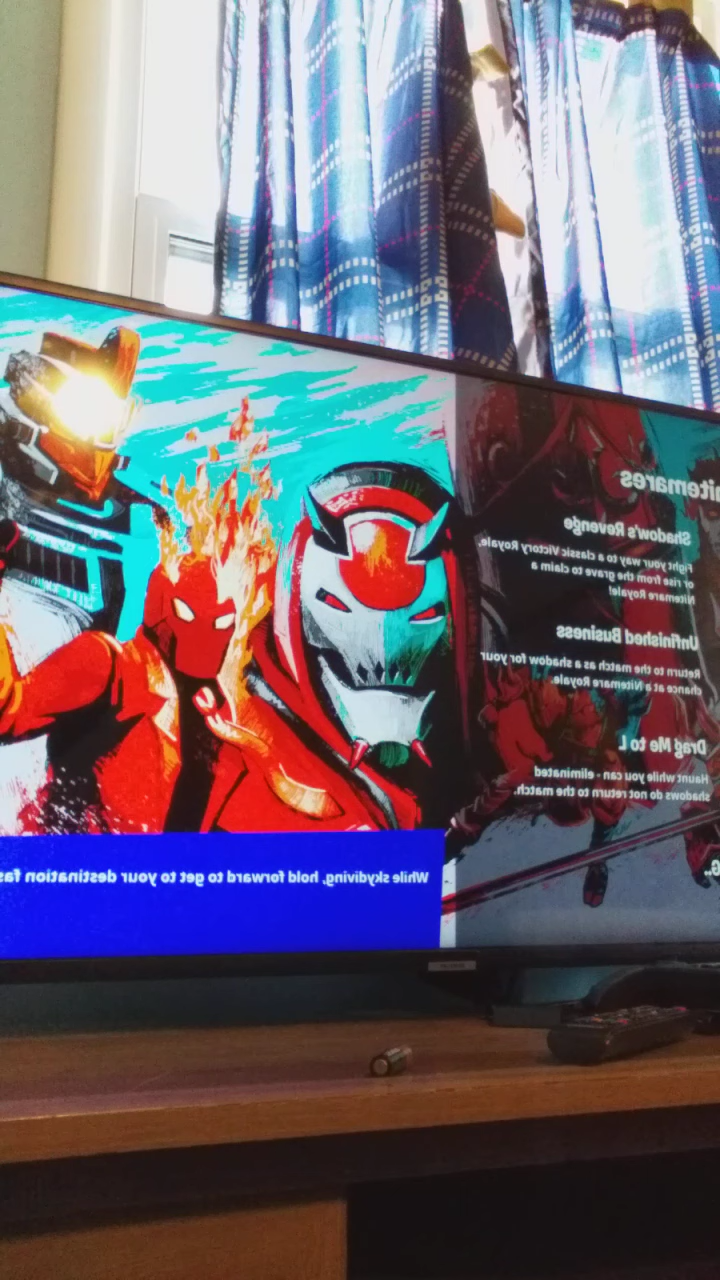 nitemares
Shadow's Revenge
Fight your way to a classic Victory Royale,
or rise from the grave to claim a
Nitemare Royale!
Unfinished Business
Return to the match as a shadow for your
chance at a Nitemare Royale.
Drag Me to L
Haunt while you can - eliminated
shadows do not return to the match.
G..
While skydiving, hold forward to get to your destination fas